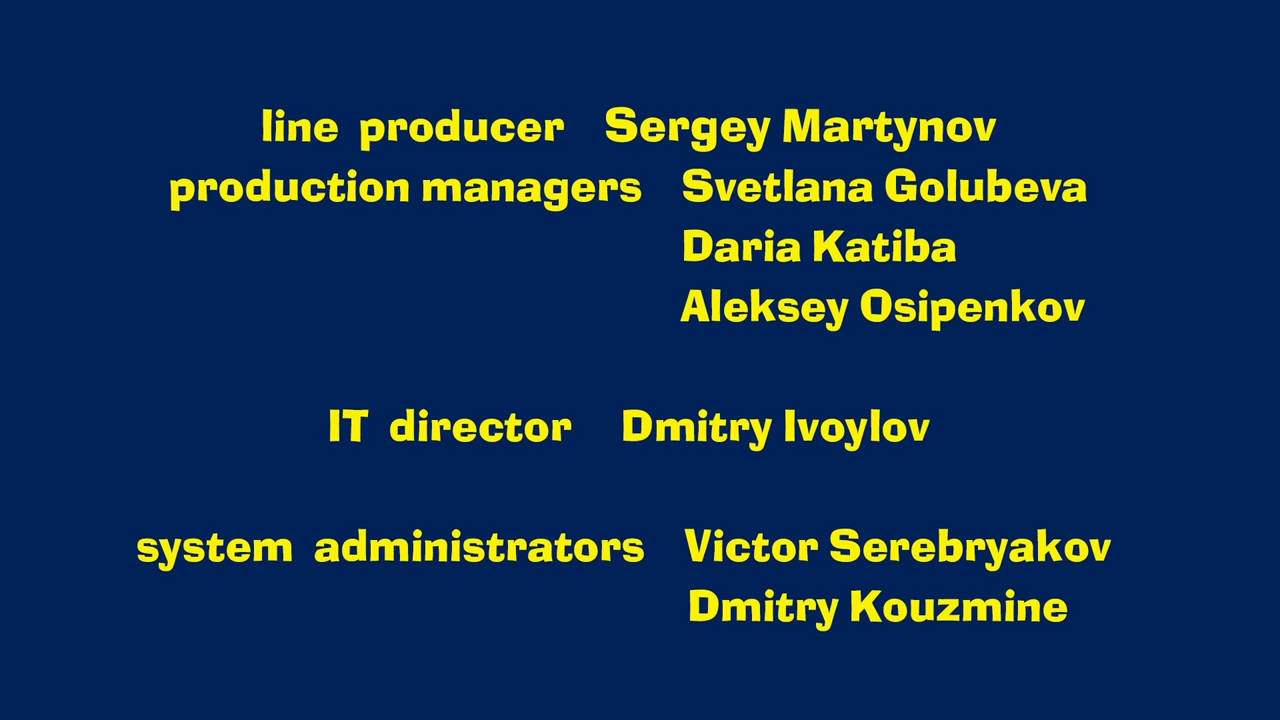 line producer Sergey Martynov
production managers Svetlana Golubeva
Daria Katiba
Aleksey Osipenkov
IT director Dmitry Ivoylov
system administrators Victor Serebryakov
Dmitry Kouzmine